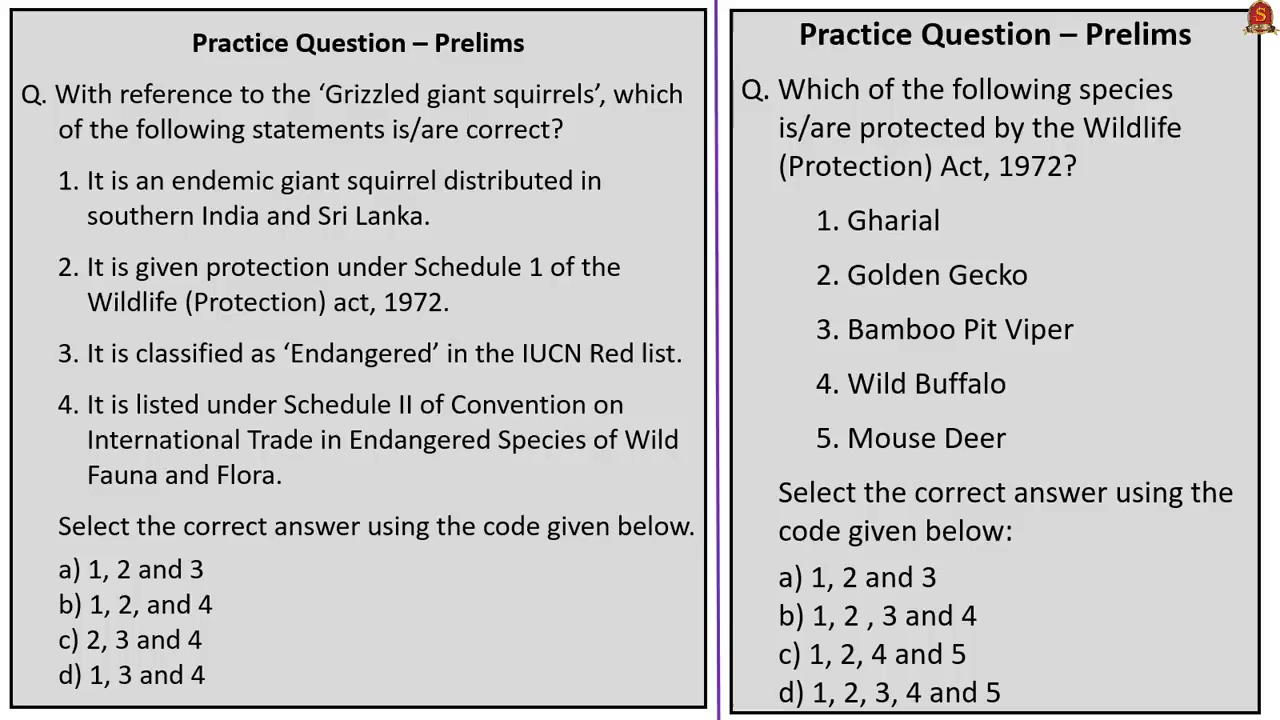 Practice Question – Prelims
Q. With reference to the ‘Grizzled giant squirrels’, which
of the following statements is/are correct?
1. It is an endemic giant squirrel distributed in
southern India and Sri Lanka.
2. It is given protection under Schedule 1 of the
Wildlife (Protection) act, 1972.
3. It is classified as ‘Endangered’ in the IUCN Red list.
4. It is listed under Schedule II of Convention on
International Trade in Endangered Species of Wild
Fauna and Flora.
Select the correct answer using the code given below.
a) 1, 2 and 3
b) 1, 2, and 4
c) 2, 3 and 4
d) 1, 3 and 4
Practice Question – Prelims
Q. Which of the following species
is/are protected by the Wildlife
(Protection) Act, 1972?
1. Gharial
2. Golden Gecko
3. Bamboo Pit Viper
4. Wild Buffalo
5. Mouse Deer
Select the correct answer using the
code given below:
a) 1, 2 and 3
b) 1, 2 , 3 and 4
c) 1, 2, 4 and 5
d) 1, 2, 3, 4 and 5